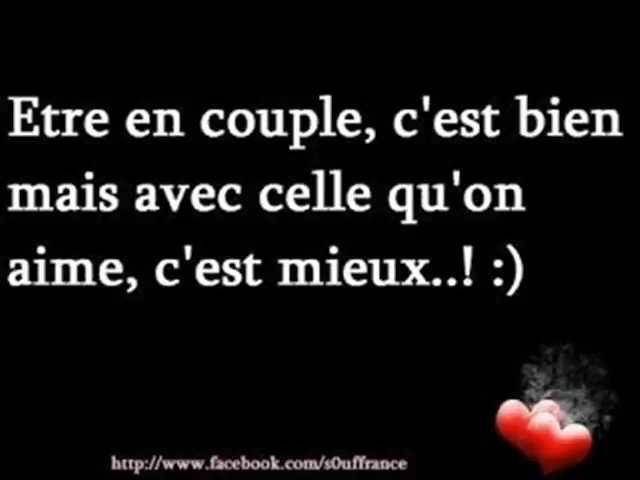 Etre en couple, c'est bien
mais avec celle qu'on
aime, c'est mieux..! :)
http://www.facebook.com/s0uffrance